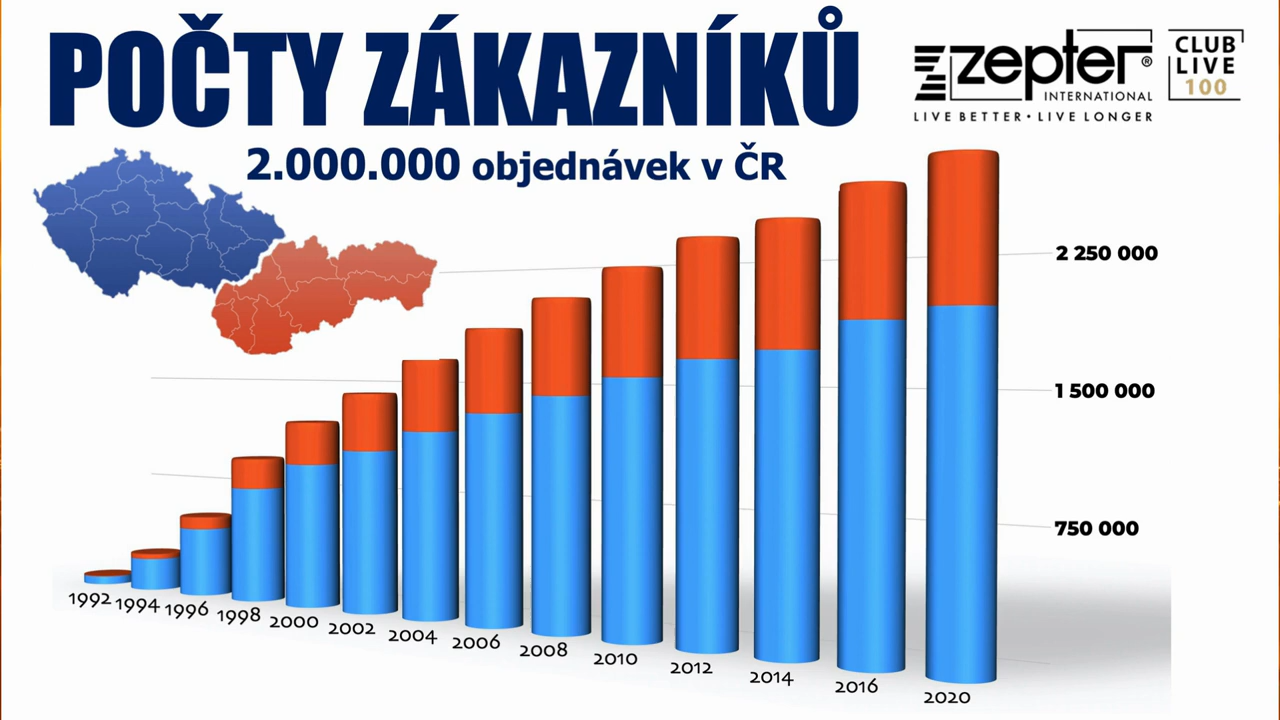 POČTY ZÁKAZNÍKŮ
zepter®
INTERNATIONAL
LIVE BETTER • LIVE LONGER
CLUB
LIVE
100
2.000.000 objednávek v ČR
2 250 000
1 500 000
750 000
1992 1994 1996 1998 2000 2002 2004 2006 2008 2010 2012 2014 2016 2020